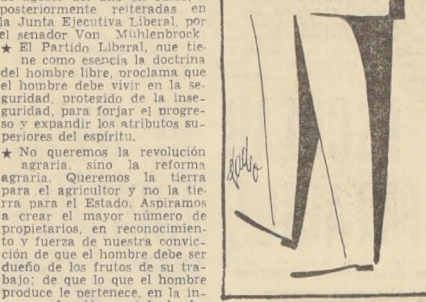 posteriormente reiteradas en
la Junta Ejecutiva Liberal, por
el senador Von Mühlenbrock
★ El Partido Liberal, que tie-
ne como esencia la doctrina
del hombre libre, proclama que
el hombre debe vivir en la se-
guridad, protegido de la inse-
guridad, para forjar el progre-
so y expandir los atributos su-
periores del espíritu.
★ No queremos la revolución
agraria, sino la reforma
agraria. Queremos la tierra
para el agricultor y no la tie-
rra para el Estado. Aspiramos
a crear el mayor número de
propietarios, en reconocimien-
to y fuerza de nuestra convic-
ción de que el hombre debe ser
dueño de los frutos de su tra-
bajo; de que lo que el hombre
produce le pertenece, en la in-